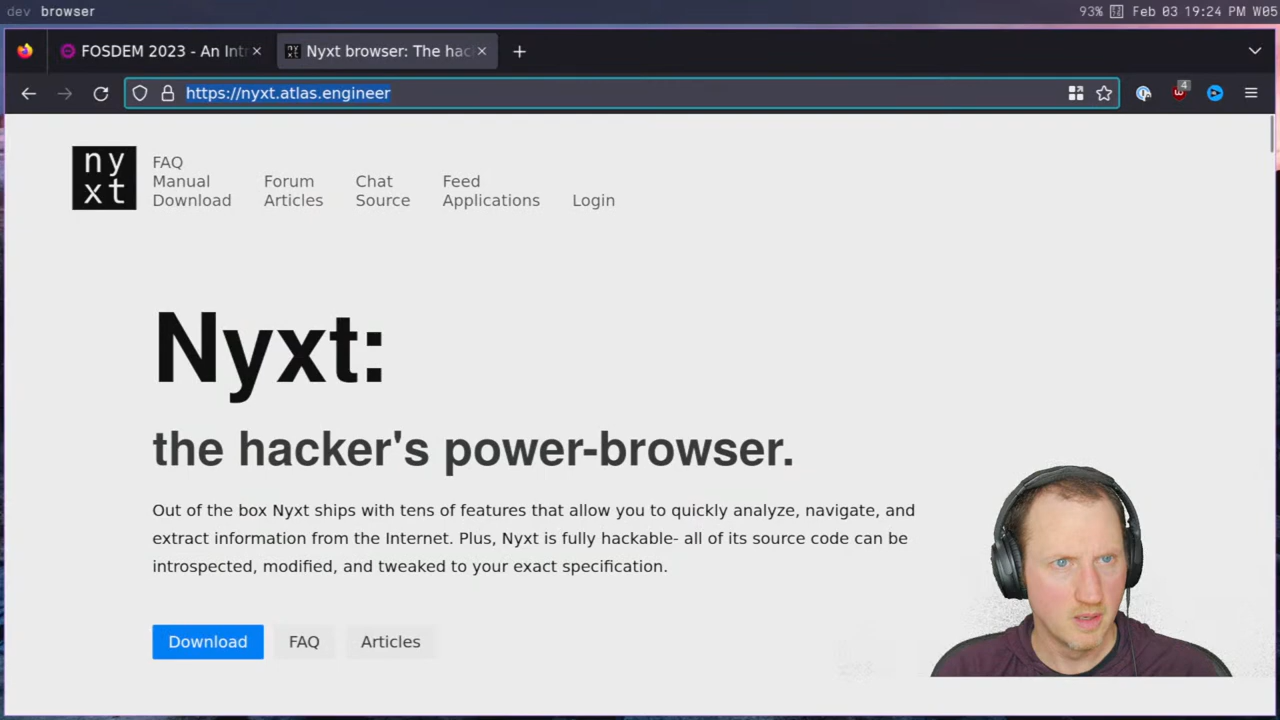 dev browser
93% Feb 03 19:24 PM W05
FOSDEM 2023 - An Intr
Nyxt browser: The hac
https://nyxt.atlas.engineer
4
ny
xt
FAQ
Manual Forum Chat Feed
Download Articles Source Applications Login
Nyxt:
the hacker's power-browser.
Out of the box Nyxt ships with tens of features that allow you to quickly analyze, navigate, and
extract information from the Internet. Plus, Nyxt is fully hackable- all of its source code can be
introspected, modified, and tweaked to your exact specification.
Download FAQ Articles